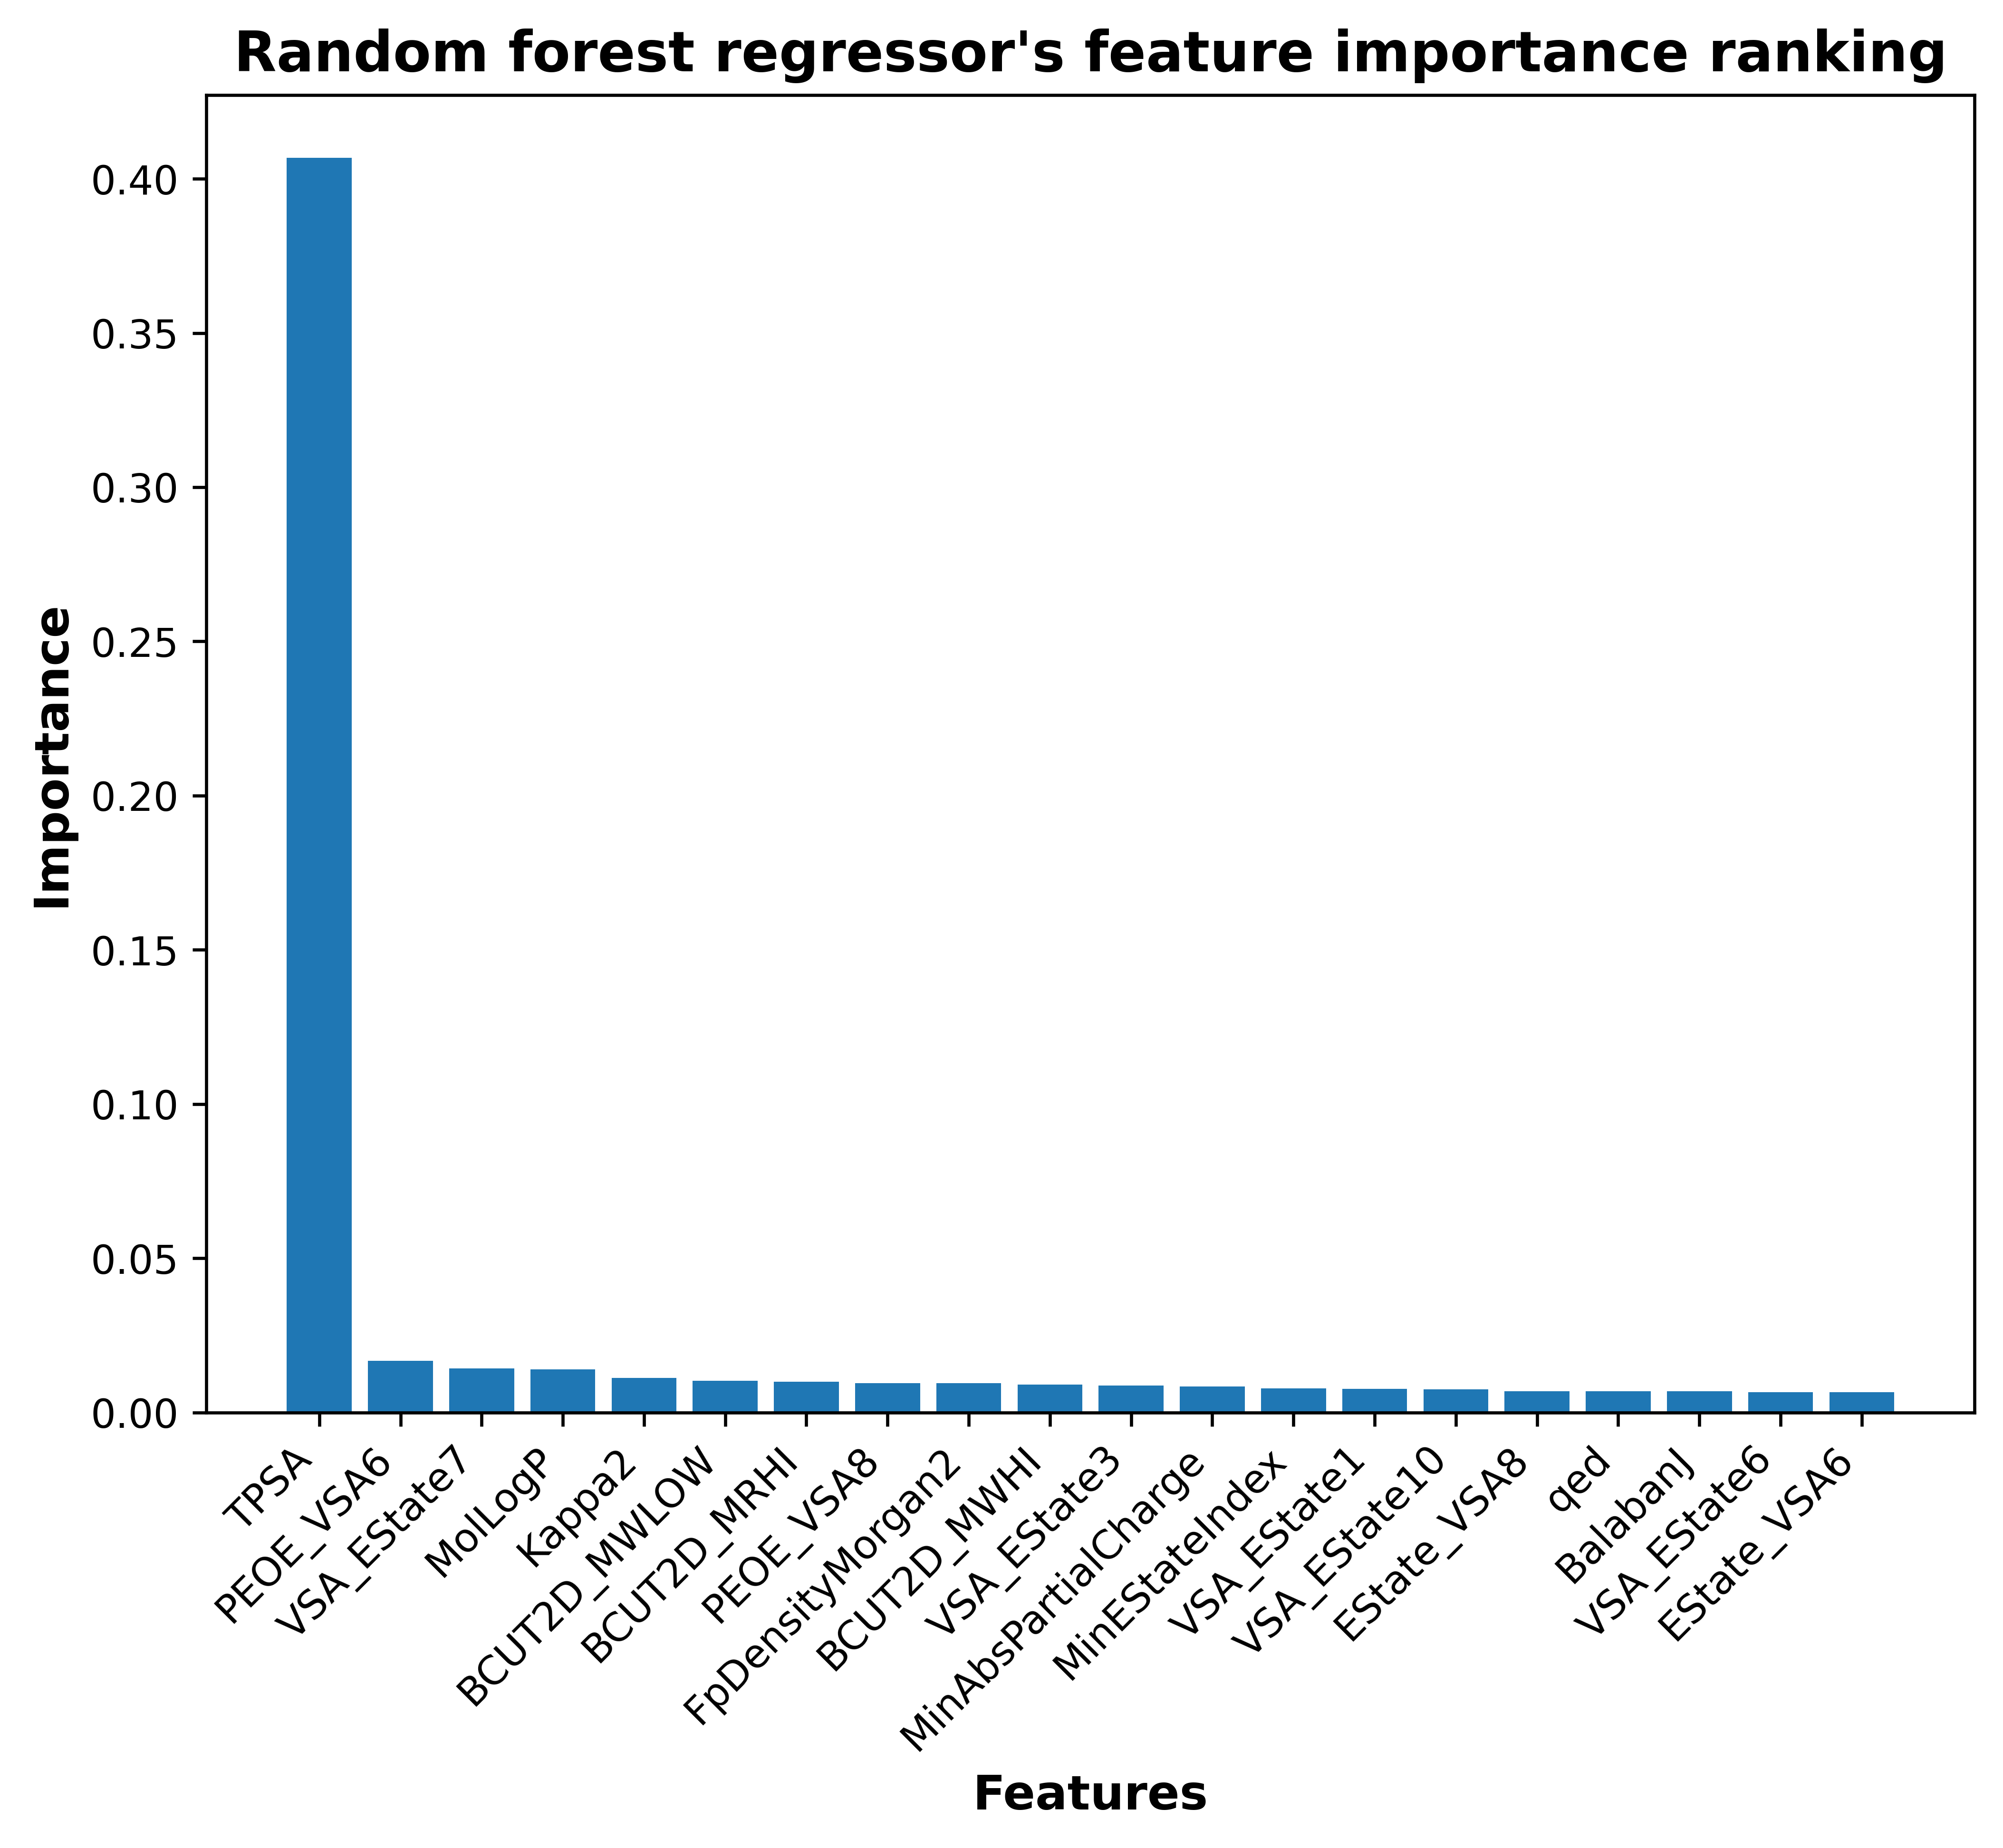 Random forest regressor's feature importance ranking
Importance
0.40
0.35
0.30
0.25
0.20
0.15
0.10
0.05
0.00
TPSA
PEOE_VSA6
VSA_EState7
MolLogP
Kappa2
BCUT2D_MWLOW
BCUT2D_MRHI
PEOE_VSA8
FpDensityMorgan2
BCUT2D_MWHI
VSA_EState3
MinAbsPartialCharge
MinEStateIndex
VSA_EState1
VSA_EState10
EState_VSA8
qed
BalabanJ
VSA_EState6
EState_VSA6
Features